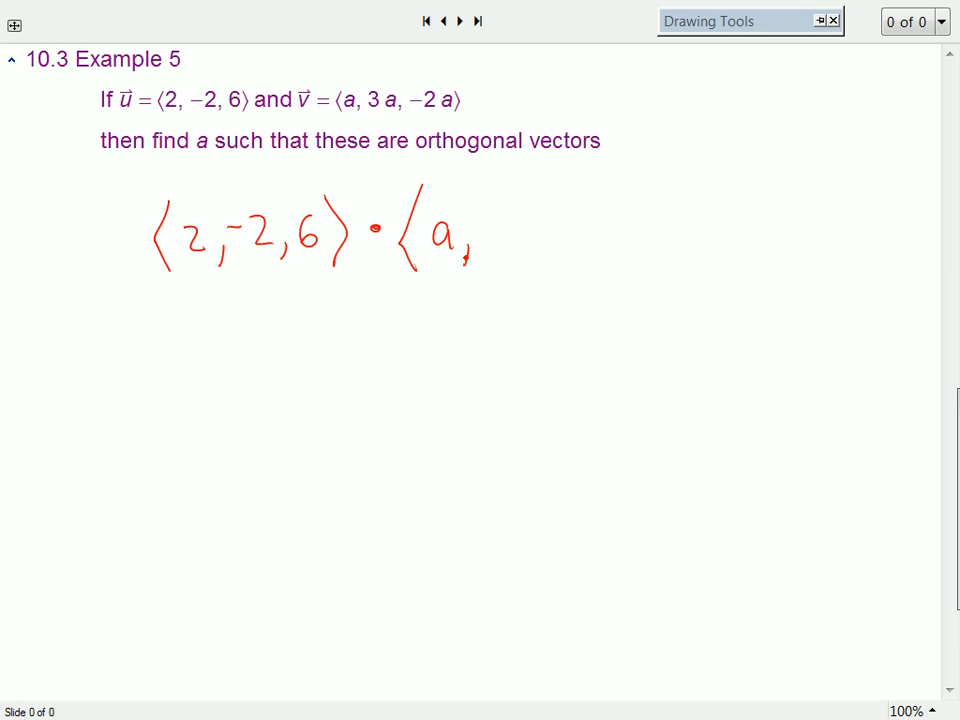 Drawing Tools
0 of 0
10.3 Example 5
If u⃗ = ⟨2, −2, 6⟩ and v⃗ = ⟨a, 3 a, −2 a⟩
then find a such that these are orthogonal vectors
⟨2, -2, 6⟩ • ⟨a,
Slide 0 of 0
100%